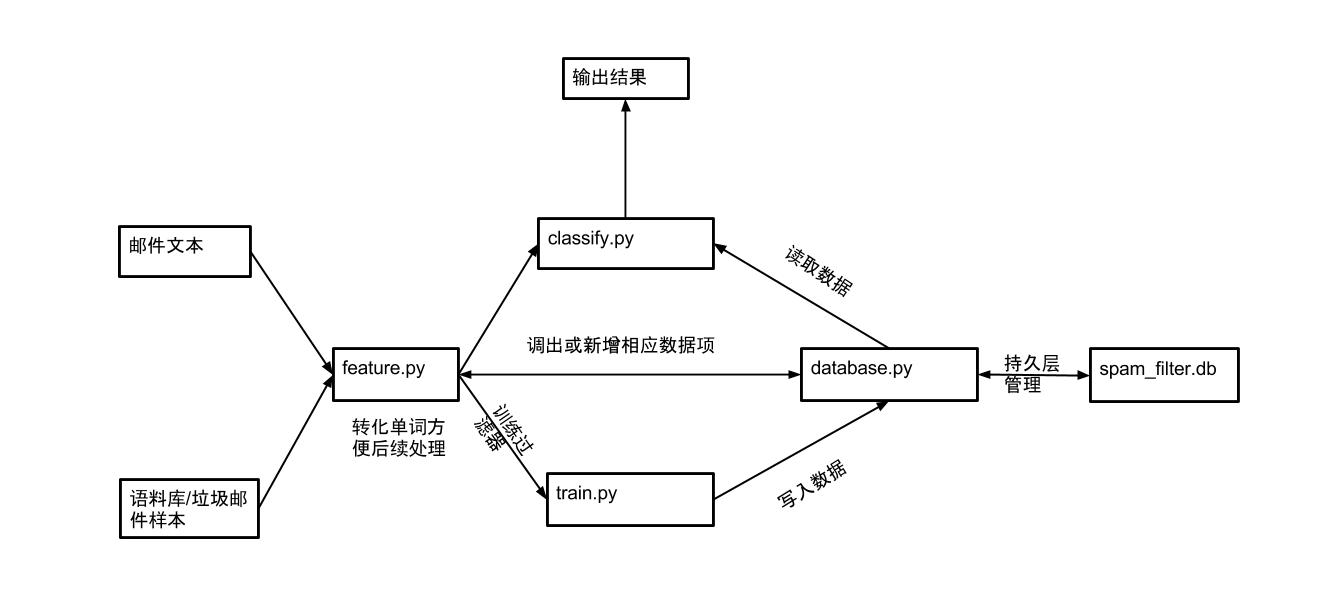 输出结果
邮件文本
classify.py
读取数据
调出或新增相应数据项
feature.py
database.py
持久层
管理
spam_filter.db
转化单词方
便后续处理
训练过
滤器
语料库/垃圾邮
件样本
train.py
写入数据